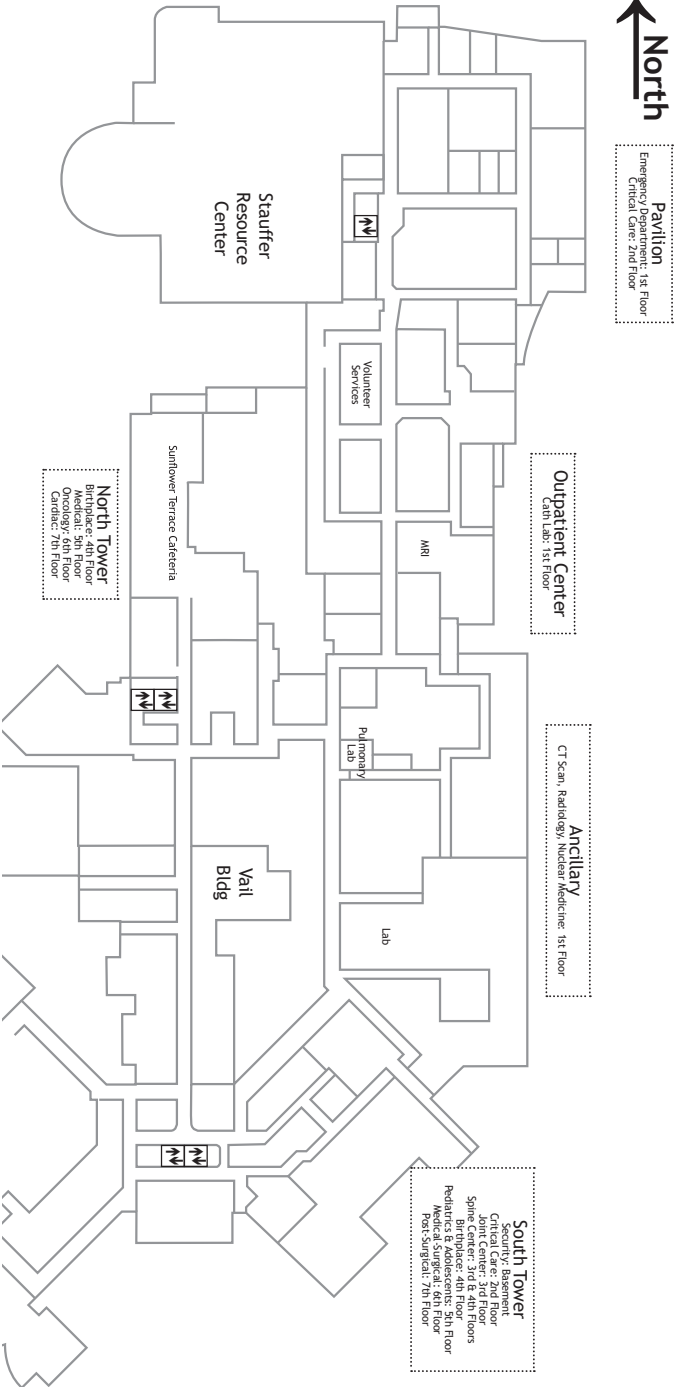 North
Pavilion
Emergency Department: 1st Floor
Critical Care: 2nd Floor
Stauffer
Resource
Center
Volunteer
Services
Outpatient Center
Cath Lab: 1st Floor
MRI
Sunflower Terrace Cafeteria
North Tower
Birthplace: 4th Floor
Medical: 5th Floor
Oncology: 6th Floor
Cardiac: 7th Floor
Ancillary
CT Scan, Radiology, Nuclear Medicine: 1st Floor
Pulmonary
Lab
Vail
Bldg
Lab
South Tower
Security: Basement
Critical Care: 2nd Floor
Joint Center: 3rd Floor
Spine Center: 3rd & 4th Floors
Birthplace: 4th Floor
Pediatrics & Adolescents: 5th Floor
Medical-Surgical: 6th Floor
Post-Surgical: 7th Floor